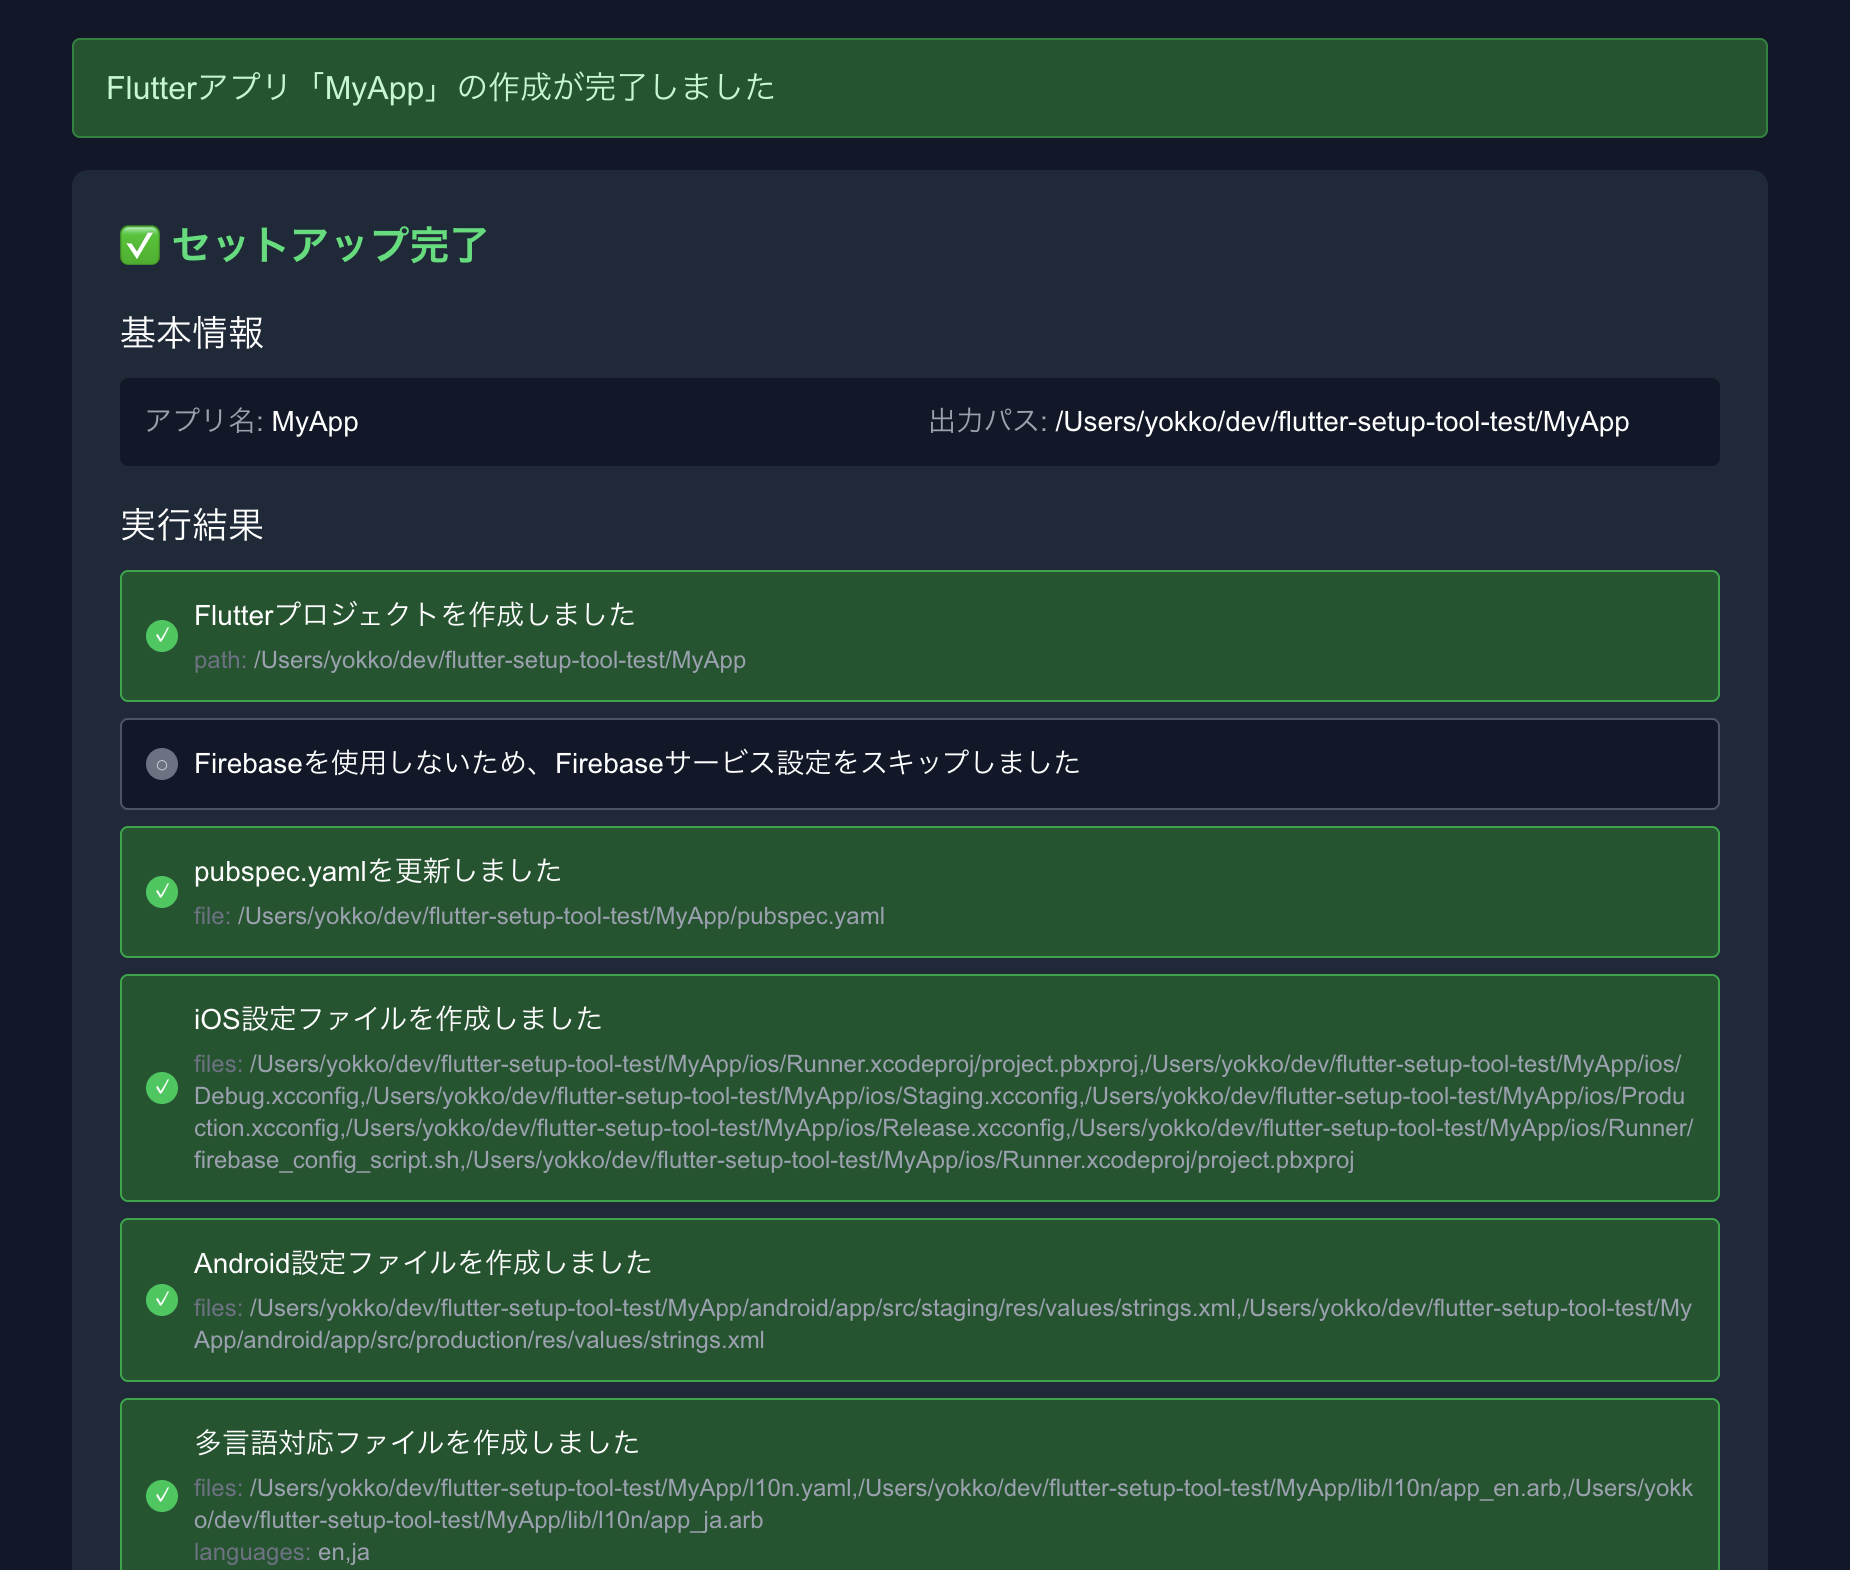 Flutterアプリ「MyApp」の作成が完了しました
✅ セットアップ完了
基本情報
アプリ名: MyApp
出力パス: /Users/yokko/dev/flutter-setup-tool-test/MyApp
実行結果
Flutterプロジェクトを作成しました
path: /Users/yokko/dev/flutter-setup-tool-test/MyApp
Firebaseを使用しないため、Firebaseサービス設定をスキップしました
pubspec.yamlを更新しました
file: /Users/yokko/dev/flutter-setup-tool-test/MyApp/pubspec.yaml
iOS設定ファイルを作成しました
files: /Users/yokko/dev/flutter-setup-tool-test/MyApp/ios/Runner.xcodeproj/project.pbxproj,/Users/yokko/dev/flutter-setup-tool-test/MyApp/ios/
Debug.xcconfig,/Users/yokko/dev/flutter-setup-tool-test/MyApp/ios/Staging.xcconfig,/Users/yokko/dev/flutter-setup-tool-test/MyApp/ios/Produ
ction.xcconfig,/Users/yokko/dev/flutter-setup-tool-test/MyApp/ios/Release.xcconfig,/Users/yokko/dev/flutter-setup-tool-test/MyApp/ios/Runner/
firebase_config_script.sh,/Users/yokko/dev/flutter-setup-tool-test/MyApp/ios/Runner.xcodeproj/project.pbxproj
Android設定ファイルを作成しました
files: /Users/yokko/dev/flutter-setup-tool-test/MyApp/android/app/src/staging/res/values/strings.xml,/Users/yokko/dev/flutter-setup-tool-test/My
App/android/app/src/production/res/values/strings.xml
多言語対応ファイルを作成しました
files: /Users/yokko/dev/flutter-setup-tool-test/MyApp/l10n.yaml,/Users/yokko/dev/flutter-setup-tool-test/MyApp/lib/l10n/app_en.arb,/Users/yokk
o/dev/flutter-setup-tool-test/MyApp/lib/l10n/app_ja.arb
languages: en,ja